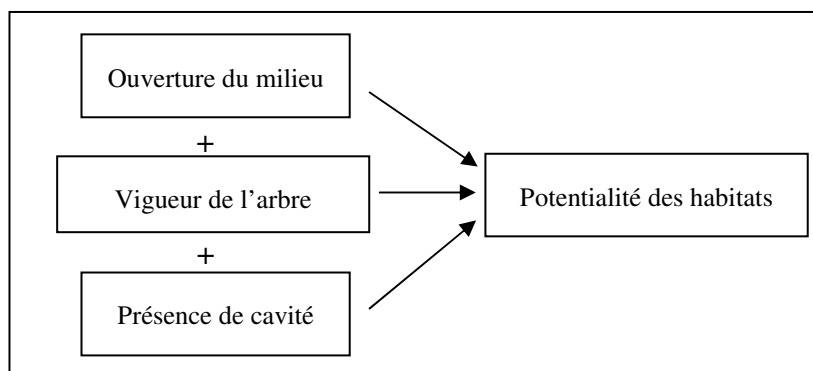 Ouverture du milieu
+
Vigueur de l'arbre
+
Présence de cavité
Potentialité des habitats